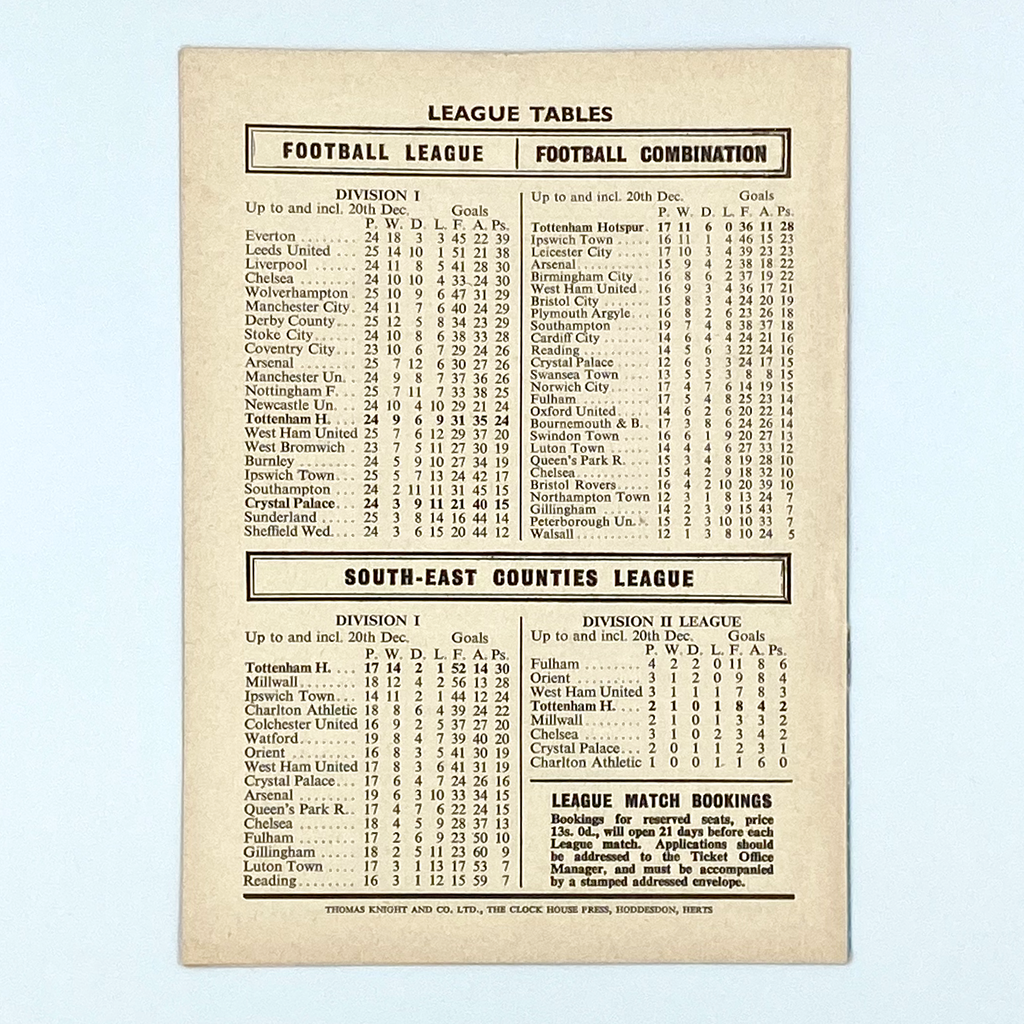 LEAGUE TABLES
FOOTBALL LEAGUE | FOOTBALL COMBINATION
DIVISION I
Up to and incl. 20th Dec. Goals
P. W. D. L. F. A. Ps.
Everton ........ 24 18 3 3 45 22 39
Leeds United ... 25 14 10 1 51 21 38
Liverpool ...... 24 11 8 5 41 28 30
Chelsea ........ 24 10 10 4 33 24 30
Wolverhampton . 25 10 9 6 47 31 29
Manchester City. 24 11 7 6 40 24 29
Derby County... 25 12 5 8 34 23 29
Stoke City...... 24 10 8 6 38 33 28
Coventry City... 23 10 6 7 29 24 26
Arsenal ........ 25 7 12 6 30 27 26
Manchester Un. . 24 9 8 7 37 36 26
Nottingham F. .. 25 7 11 7 33 38 25
Newcastle Un. .. 24 10 4 10 29 21 24
Tottenham H. ... 24 9 6 9 31 35 24
West Ham United 25 7 6 12 29 37 20
West Bromwich . 23 7 5 11 27 30 19
Burnley ........ 24 5 9 10 27 34 19
Ipswich Town... 25 5 7 13 24 42 17
Southampton .... 24 2 11 11 31 45 15
Crystal Palace... 24 3 9 11 21 40 15
Sunderland ..... 25 3 8 14 16 44 14
Sheffield Wed.... 24 3 6 15 20 44 12
Up to and incl. 20th Dec. Goals
P. W. D. L. F. A. Ps.
Tottenham Hotspur. 17 11 6 0 36 11 28
Ipswich Town .... 16 11 1 4 46 15 23
Leicester City .... 17 10 3 4 39 23 23
Arsenal .......... 15 9 4 2 38 18 22
Birmingham City .. 16 8 6 2 37 19 22
West Ham United.. 16 9 3 4 36 17 21
Bristol City ...... 15 8 3 4 24 20 19
Plymouth Argyle... 16 8 2 6 23 26 18
Southampton ..... 19 7 4 8 38 37 18
Cardiff City ...... 14 6 4 4 24 21 16
Reading .......... 14 5 6 3 22 24 16
Crystal Palace .... 12 6 3 3 24 17 15
Swansea Town .... 13 5 5 3 8 8 15
Norwich City...... 17 4 7 6 14 19 15
Fulham .......... 17 5 4 8 25 23 14
Oxford United..... 14 6 2 6 20 22 14
Bournemouth & B.. 17 3 8 6 24 26 14
Swindon Town .... 16 6 1 9 20 27 13
Luton Town ...... 14 4 4 6 27 33 12
Queen's Park R. ... 15 3 4 8 19 28 10
Chelsea........... 15 4 2 9 18 32 10
Bristol Rovers ..... 16 4 2 10 20 39 10
Northampton Town 12 3 1 8 13 24 7
Gillingham ....... 14 2 3 9 15 43 7
Peterborough Un. . 15 2 3 10 10 33 7
Walsall ........... 12 1 3 8 10 24 5
SOUTH-EAST COUNTIES LEAGUE
DIVISION I
Up to and incl. 20th Dec. Goals
P. W. D. L. F. A. Ps.
Tottenham H. .... 17 14 2 1 52 14 30
Millwall ........ 18 12 4 2 56 13 28
Ipswich Town... 14 11 2 1 44 12 24
Charlton Athletic 18 8 6 4 39 24 22
Colchester United 16 9 2 5 37 27 20
Watford........ 19 8 4 7 39 40 20
Orient ......... 16 8 3 5 41 30 19
West Ham United 17 8 3 6 41 31 19
Crystal Palace... 17 6 4 7 24 26 16
Arsenal ........ 19 6 3 10 33 34 15
Queen's Park R.. 17 4 7 6 22 24 15
Chelsea ........ 18 4 5 9 28 37 13
Fulham ........ 17 2 6 9 23 50 10
Gillingham ..... 18 2 5 11 23 60 9
Luton Town .... 17 3 1 13 17 53 7
Reading........ 16 3 1 12 15 59 7
DIVISION II LEAGUE
Up to and incl. 20th Dec. Goals
P. W. D. L. F. A. Ps.
Fulham ........ 4 2 2 0 11 8 6
Orient ......... 3 1 2 0 9 8 4
West Ham United 3 1 1 1 7 8 3
Tottenham H. ... 2 1 0 1 8 4 2
Millwall ........ 2 1 0 1 3 3 2
Chelsea ........ 3 1 0 2 3 4 2
Crystal Palace... 2 0 1 1 2 3 1
Charlton Athletic 1 0 0 1 1 6 0
LEAGUE MATCH BOOKINGS
Bookings for reserved seats, price
13s. 0d., will open 21 days before each
League match. Applications should
be addressed to the Ticket Office
Manager, and must be accompanied
by a stamped addressed envelope.
THOMAS KNIGHT AND CO. LTD., THE CLOCK HOUSE PRESS, HODDESDON, HERTS